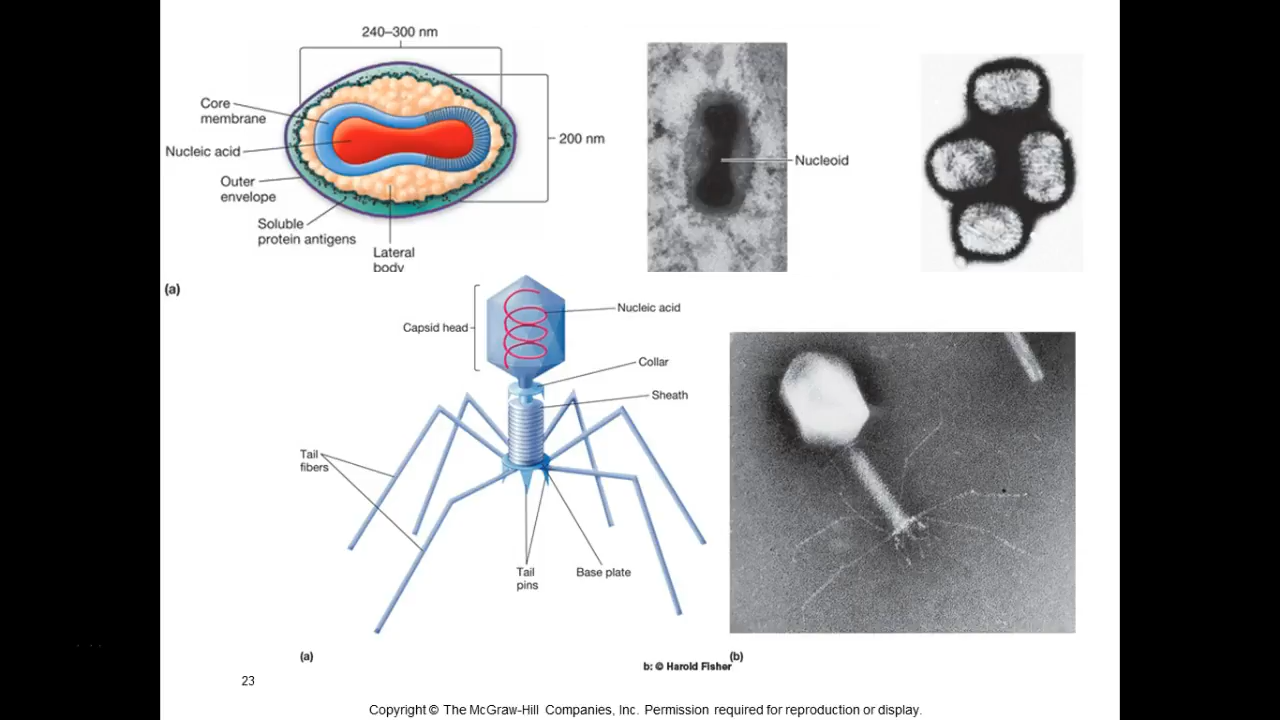 240–300 nm
Core
membrane
Nucleic acid
Outer
envelope
Soluble
protein antigens
Lateral
body
200 nm
Nucleoid
(a)
Capsid head
Nucleic acid
Collar
Sheath
Tail
fibers
Tail
pins
Base plate
(a)
b: © Harold Fisher
(b)
23
Copyright © The McGraw-Hill Companies, Inc. Permission required for reproduction or display.